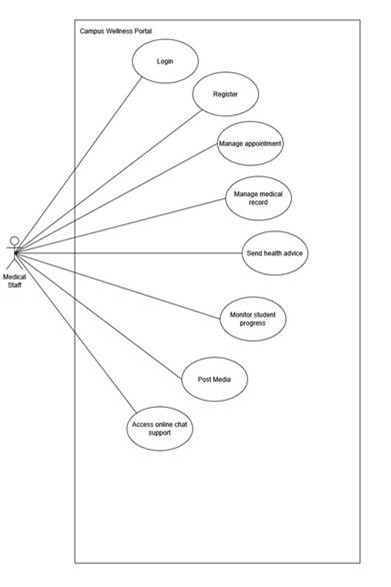 Campus Wellness Portal
Login
Register
Manage appointment
Manage medical
record
Send health advice
Medical
Staff
Monitor student
progress
Post Media
Access online chat
support